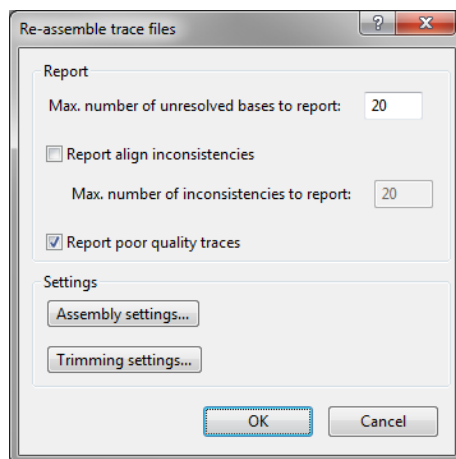 Re-assemble trace files
Report
Max. number of unresolved bases to report: 20
Report align inconsistencies
Max. number of inconsistencies to report: 20
Report poor quality traces
Settings
Assembly settings...
Trimming settings...
OK Cancel